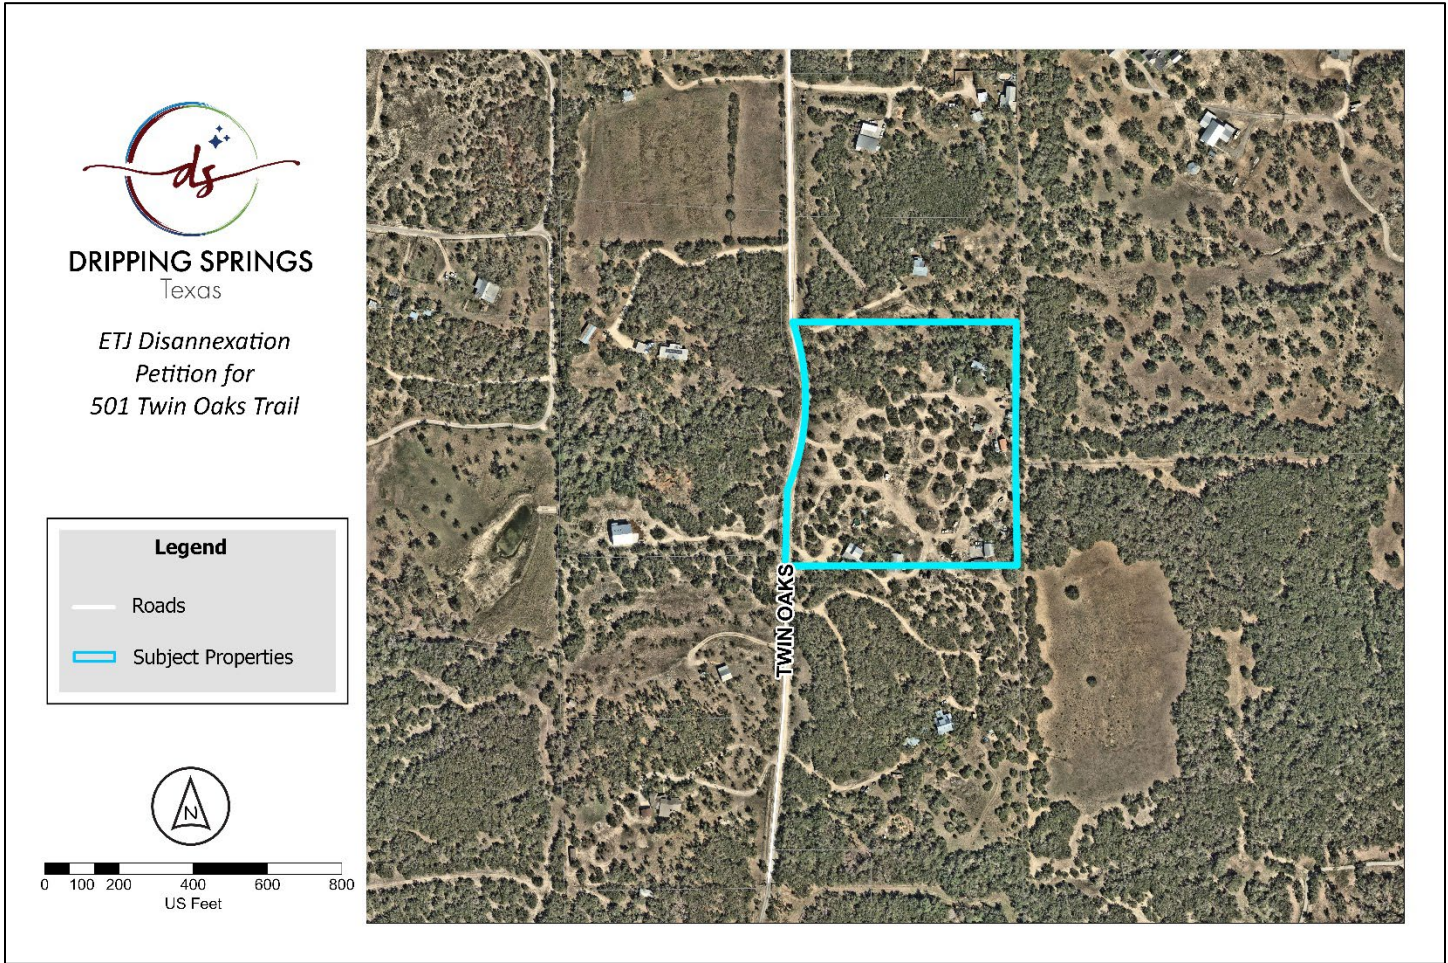 ds
DRIPPING SPRINGS
Texas
ETJ Disannexation
Petition for
501 Twin Oaks Trail
Legend
Roads
Subject Properties
N
0 100 200 400 600 800
US Feet
TWIN OAKS